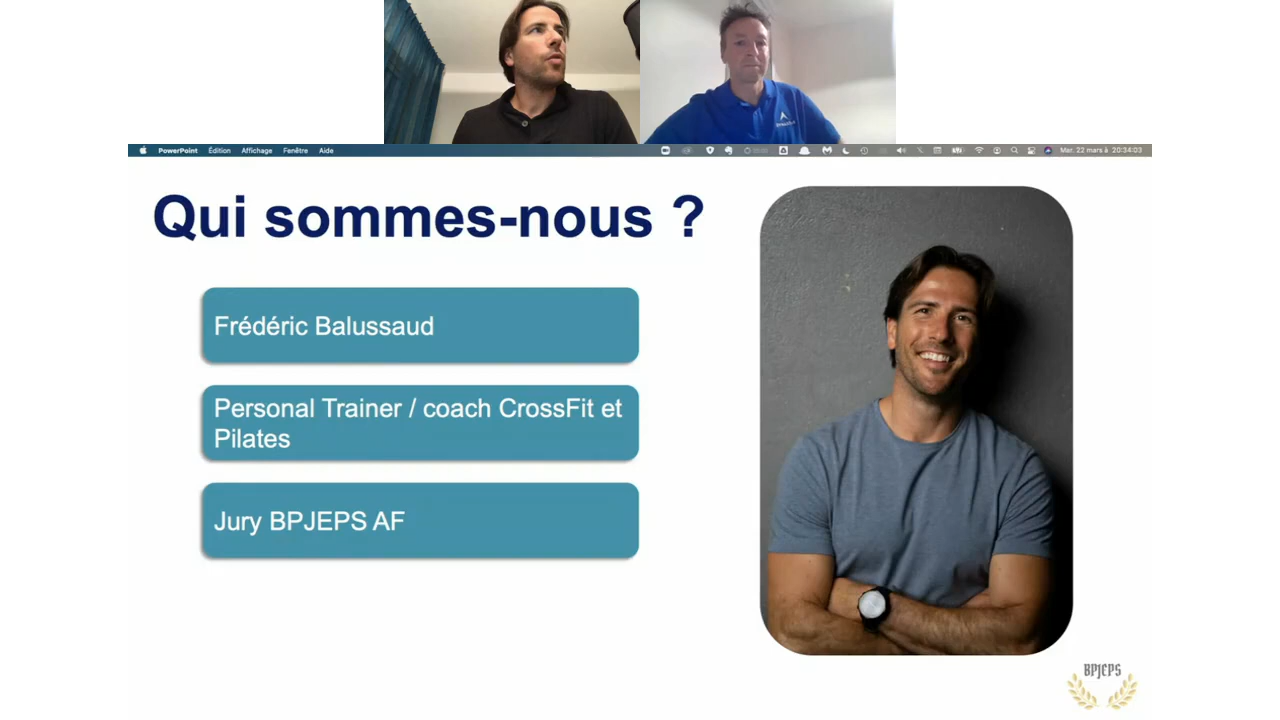 PowerPoint Édition Affichage Fenêtre Aide
Mar. 22 mars à 20:34:03
Qui sommes-nous ?
Frédéric Balussaud
Personal Trainer / coach CrossFit et
Pilates
Jury BPJEPS AF
BPJEPS